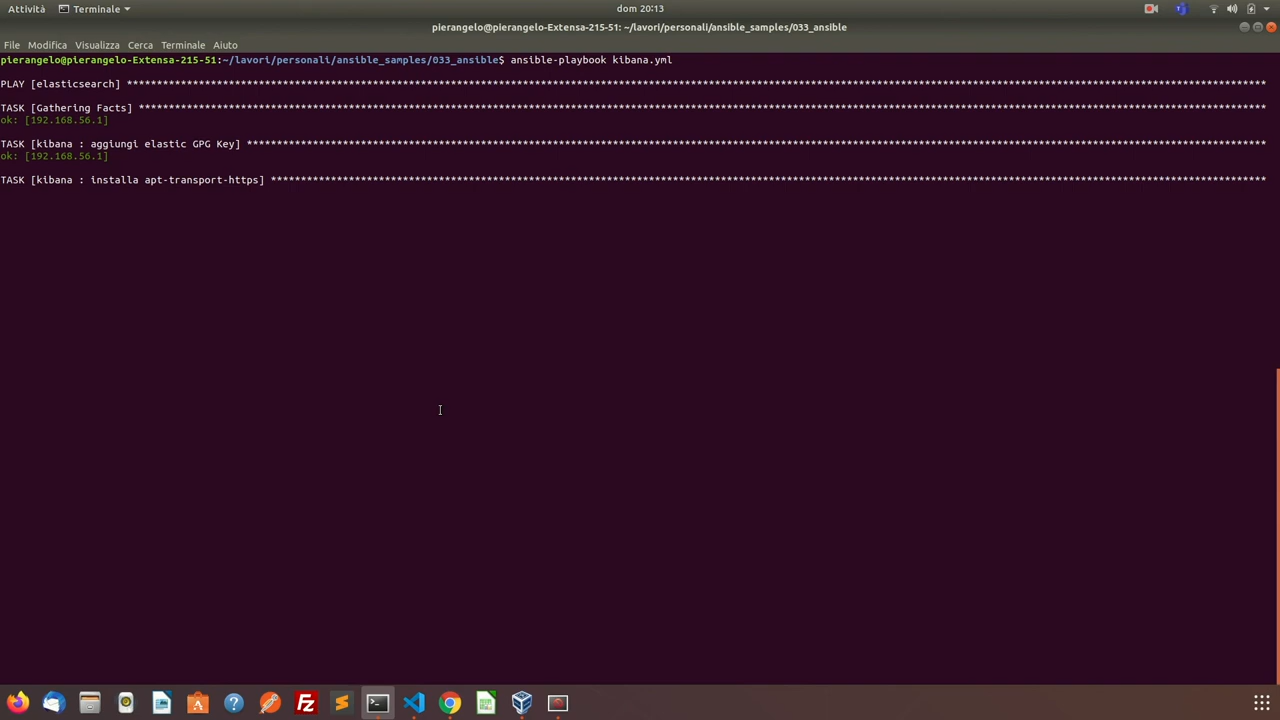 Attività Terminale dom 20:13
pierangelo@pierangelo-Extensa-215-51: ~/lavori/personali/ansible_samples/033_ansible
File Modifica Visualizza Cerca Terminale Aiuto
pierangelo@pierangelo-Extensa-215-51:~/lavori/personali/ansible_samples/033_ansible$ ansible-playbook kibana.yml
PLAY [elasticsearch] ****************************************************************************************************************************************************************************************
TASK [Gathering Facts] **************************************************************************************************************************************************************************************
ok: [192.168.56.1]
TASK [kibana : aggiungi elastic GPG Key] ********************************************************************************************************************************************************************
ok: [192.168.56.1]
TASK [kibana : installa apt-transport-https] ****************************************************************************************************************************************************************